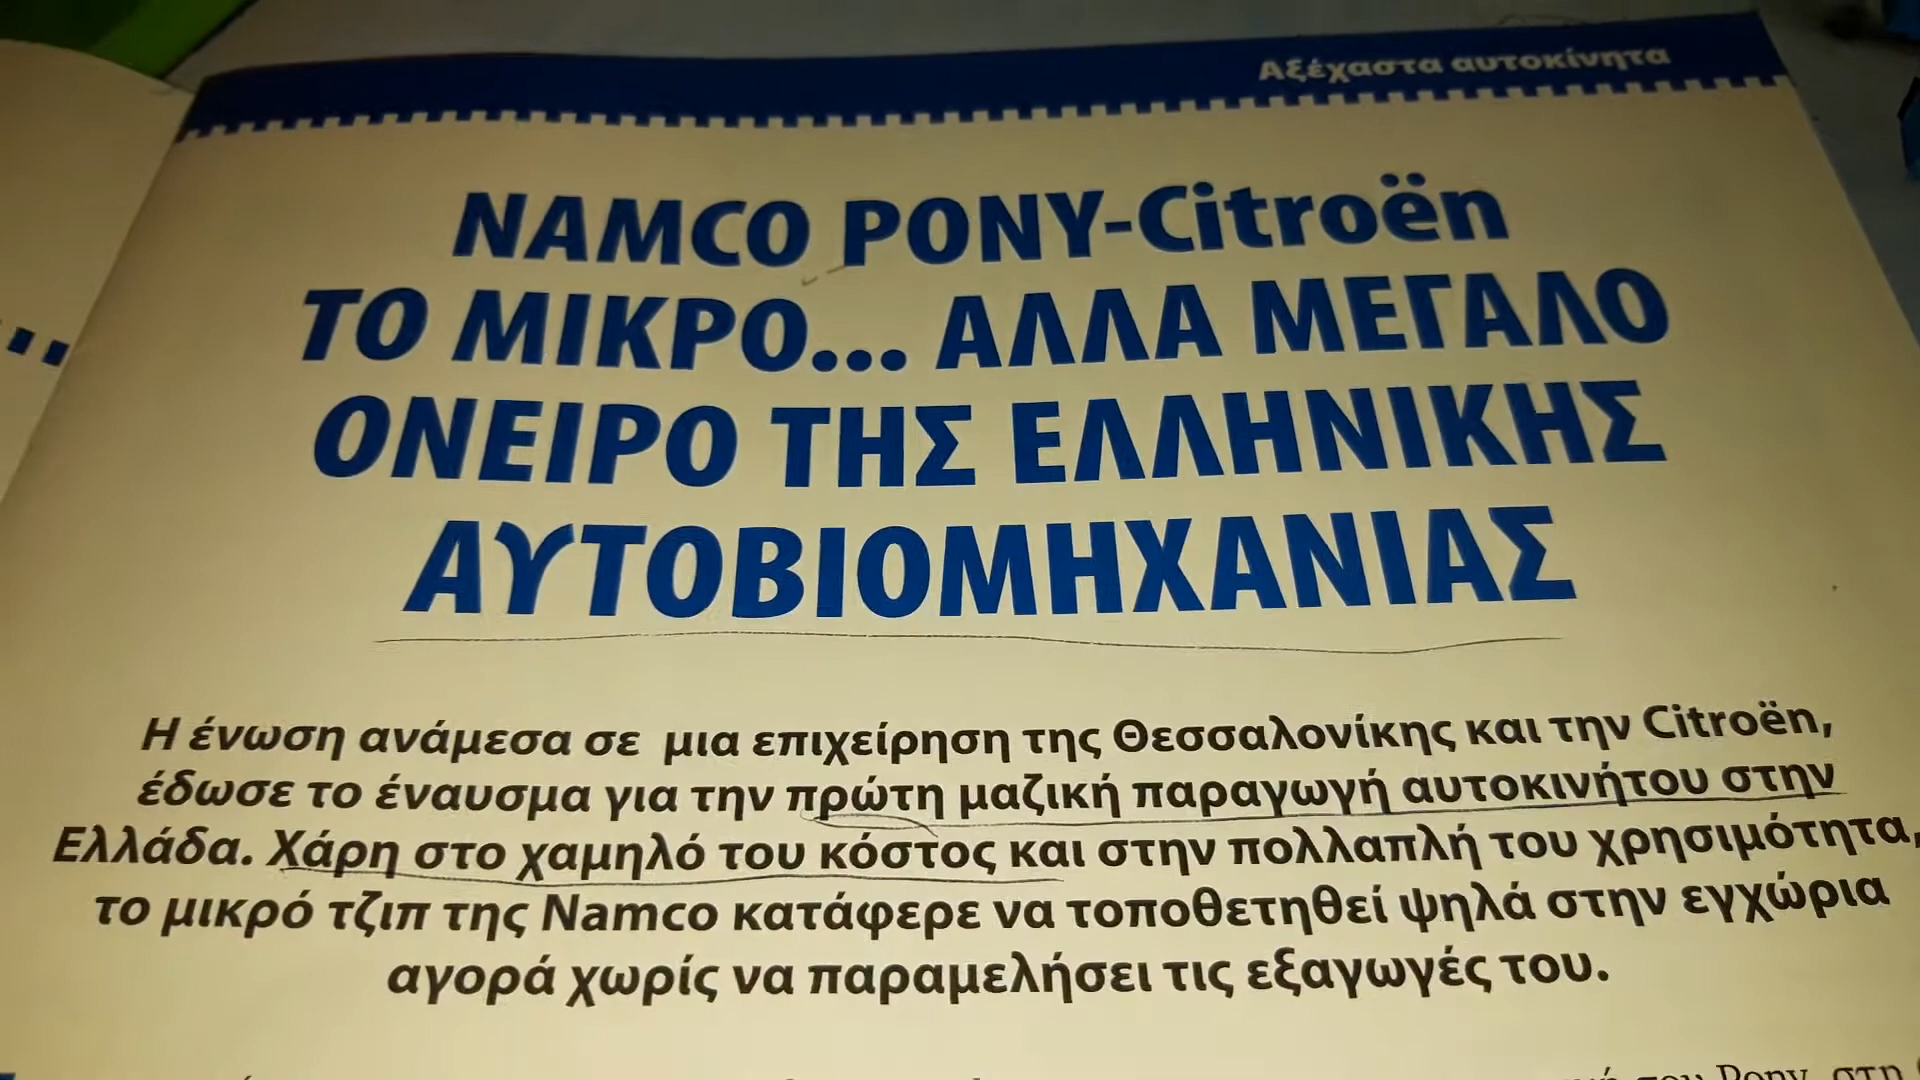 Αξέχαστα αυτοκίνητα
NAMCO PONY-Citroën
ΤΟ ΜΙΚΡΟ... ΑΛΛΑ ΜΕΓΑΛΟ
ΟΝΕΙΡΟ ΤΗΣ ΕΛΛΗΝΙΚΗΣ
ΑΥΤΟΒΙΟΜΗΧΑΝΙΑΣ
Η ένωση ανάμεσα σε μια επιχείρηση της Θεσσαλονίκης και την Citroën,
έδωσε το έναυσμα για την πρώτη μαζική παραγωγή αυτοκινήτου στην
Ελλάδα. Χάρη στο χαμηλό του κόστος και στην πολλαπλή του χρησιμότητα,
το μικρό τζιπ της Namco κατάφερε να τοποθετηθεί ψηλά στην εγχώρια
αγορά χωρίς να παραμελήσει τις εξαγωγές του.
του Pony, στη